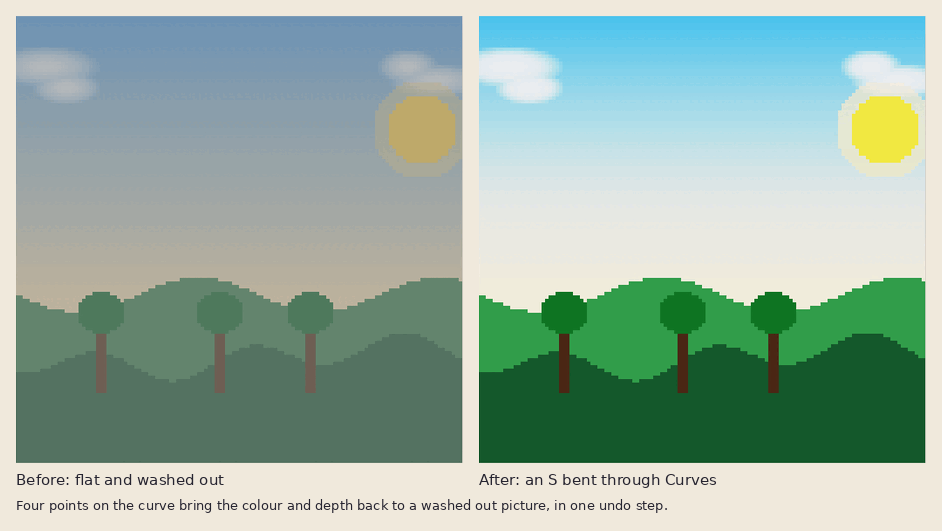 Before: flat and washed out
After: an S bent through Curves
Four points on the curve bring the colour and depth back to a washed out picture, in one undo step.